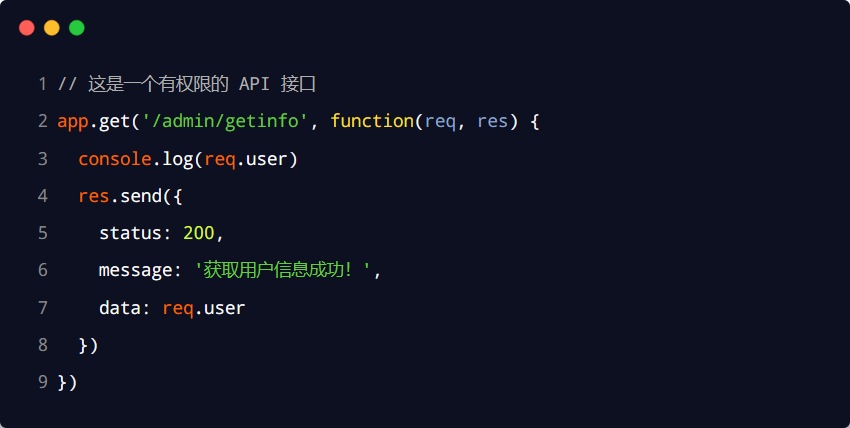 1 // 这是一个有权限的 API 接口
2 app.get('/admin/getinfo', function(req, res) {
3   console.log(req.user)
4   res.send({
5     status: 200,
6     message: '获取用户信息成功！',
7     data: req.user
8   })
9 })